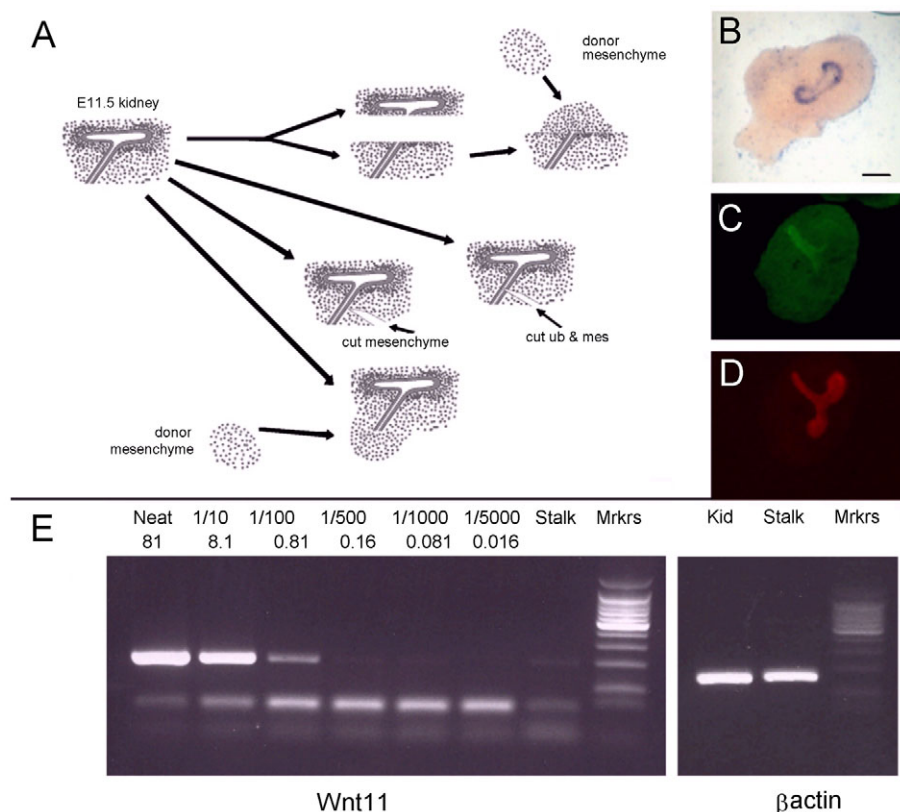 A
E11.5 kidney
donor
mesenchyme
cut mesenchyme
cut ub & mes
donor
mesenchyme
B
C
D
E
Neat 1/10 1/100 1/500 1/1000 1/5000 Stalk Mrkrs
81 8.1 0.81 0.16 0.081 0.016
Kid Stalk Mrkrs
Wnt11
βactin